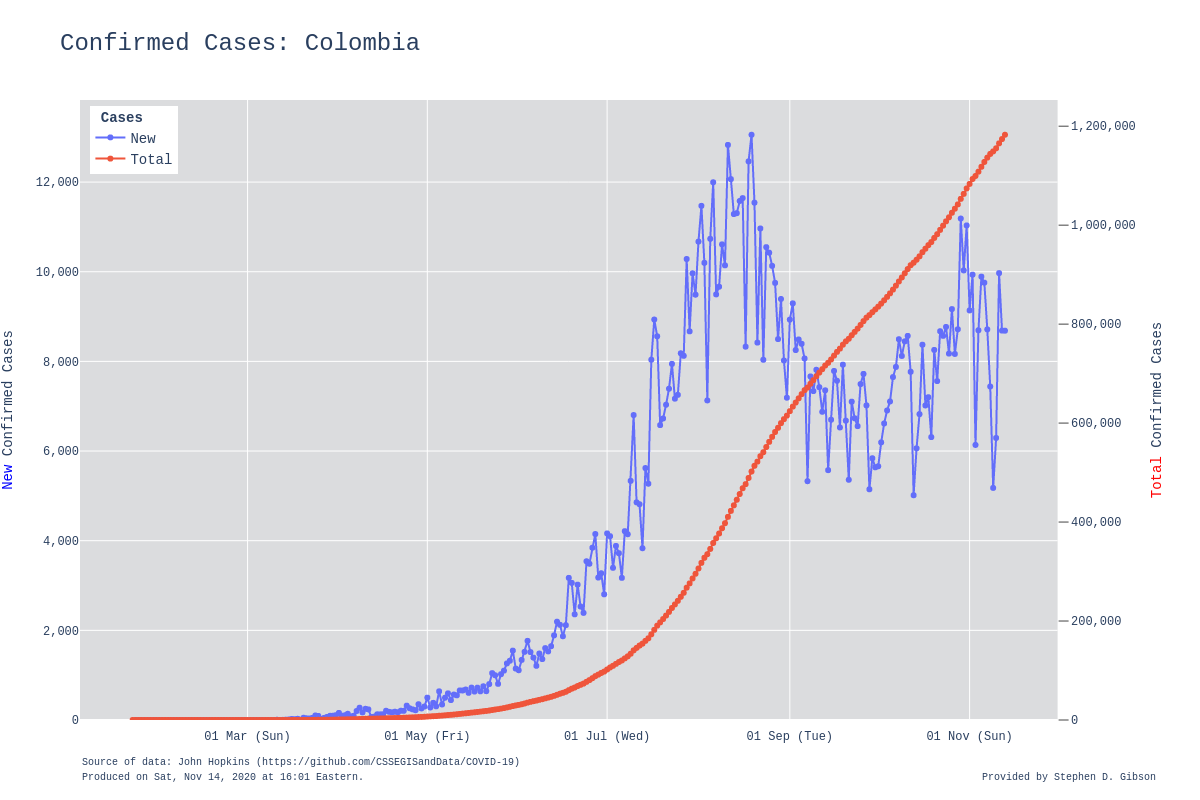 Confirmed Cases: Colombia
Cases
New
Total
12,000
10,000
8,000
6,000
4,000
2,000
0
New Confirmed Cases
1,200,000
1,000,000
800,000
600,000
400,000
200,000
0
Total Confirmed Cases
01 Mar (Sun)
01 May (Fri)
01 Jul (Wed)
01 Sep (Tue)
01 Nov (Sun)
Source of data: John Hopkins (https://github.com/CSSEGISandData/COVID-19)
Produced on Sat, Nov 14, 2020 at 16:01 Eastern.
Provided by Stephen D. Gibson